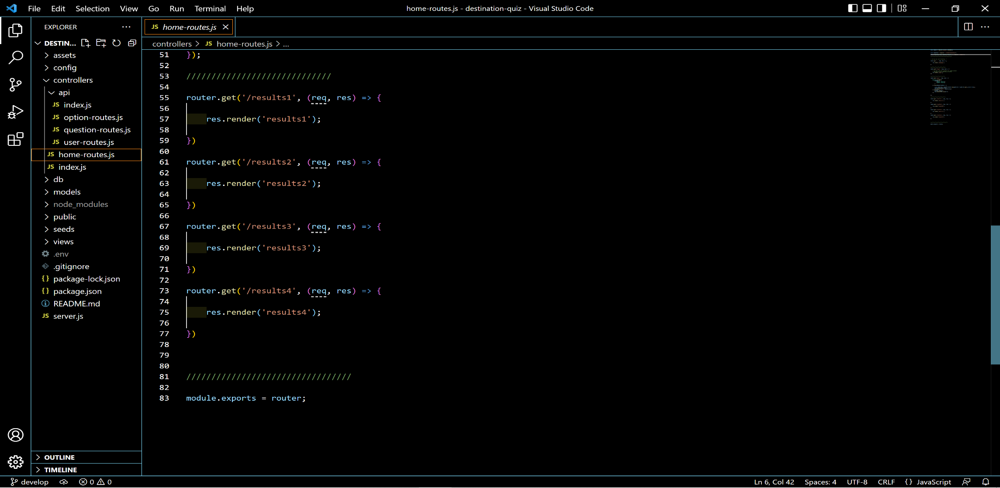 File Edit Selection View Go Run Terminal Help
home-routes.js - destination-quiz - Visual Studio Code
EXPLORER
DESTIN...
assets
config
controllers
api
JS index.js
JS option-routes.js
JS question-routes.js
JS user-routes.js
JS home-routes.js
JS index.js
db
models
node_modules
public
seeds
views
.env
.gitignore
{} package-lock.json
{} package.json
README.md
JS server.js
OUTLINE
TIMELINE
JS home-routes.js
controllers > JS home-routes.js > ...
51 });
52
53 /////////////////////////////
54
55 router.get('/results1', (req, res) => {
56
57 res.render('results1');
58
59 })
60
61 router.get('/results2', (req, res) => {
62
63 res.render('results2');
64
65 })
66
67 router.get('/results3', (req, res) => {
68
69 res.render('results3');
70
71 })
72
73 router.get('/results4', (req, res) => {
74
75 res.render('results4');
76
77 })
78
79
80
81 /////////////////////////////////
82
83 module.exports = router;
develop 0 0 Ln 6, Col 42 Spaces: 4 UTF-8 CRLF {} JavaScript